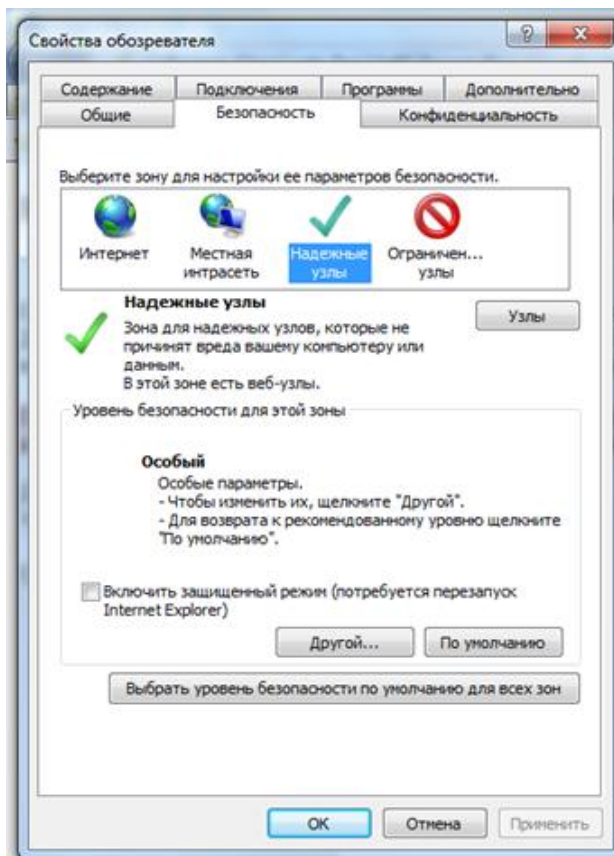 Свойства обозревателя
Содержание Подключения Программы Дополнительно
Общие Безопасность Конфиденциальность
Выберите зону для настройки ее параметров безопасности.
Интернет Местная интрасеть Надежные узлы Ограничен... узлы
Надежные узлы
Узлы
Зона для надежных узлов, которые не
причинят вреда вашему компьютеру или
данным.
В этой зоне есть веб-узлы.
Уровень безопасности для этой зоны
Особый
Особые параметры.
- Чтобы изменить их, щелкните "Другой".
- Для возврата к рекомендованному уровню щелкните
"По умолчанию".
Включить защищенный режим (потребуется перезапуск
Internet Explorer)
Другой... По умолчанию
Выбрать уровень безопасности по умолчанию для всех зон
OK Отмена Применить